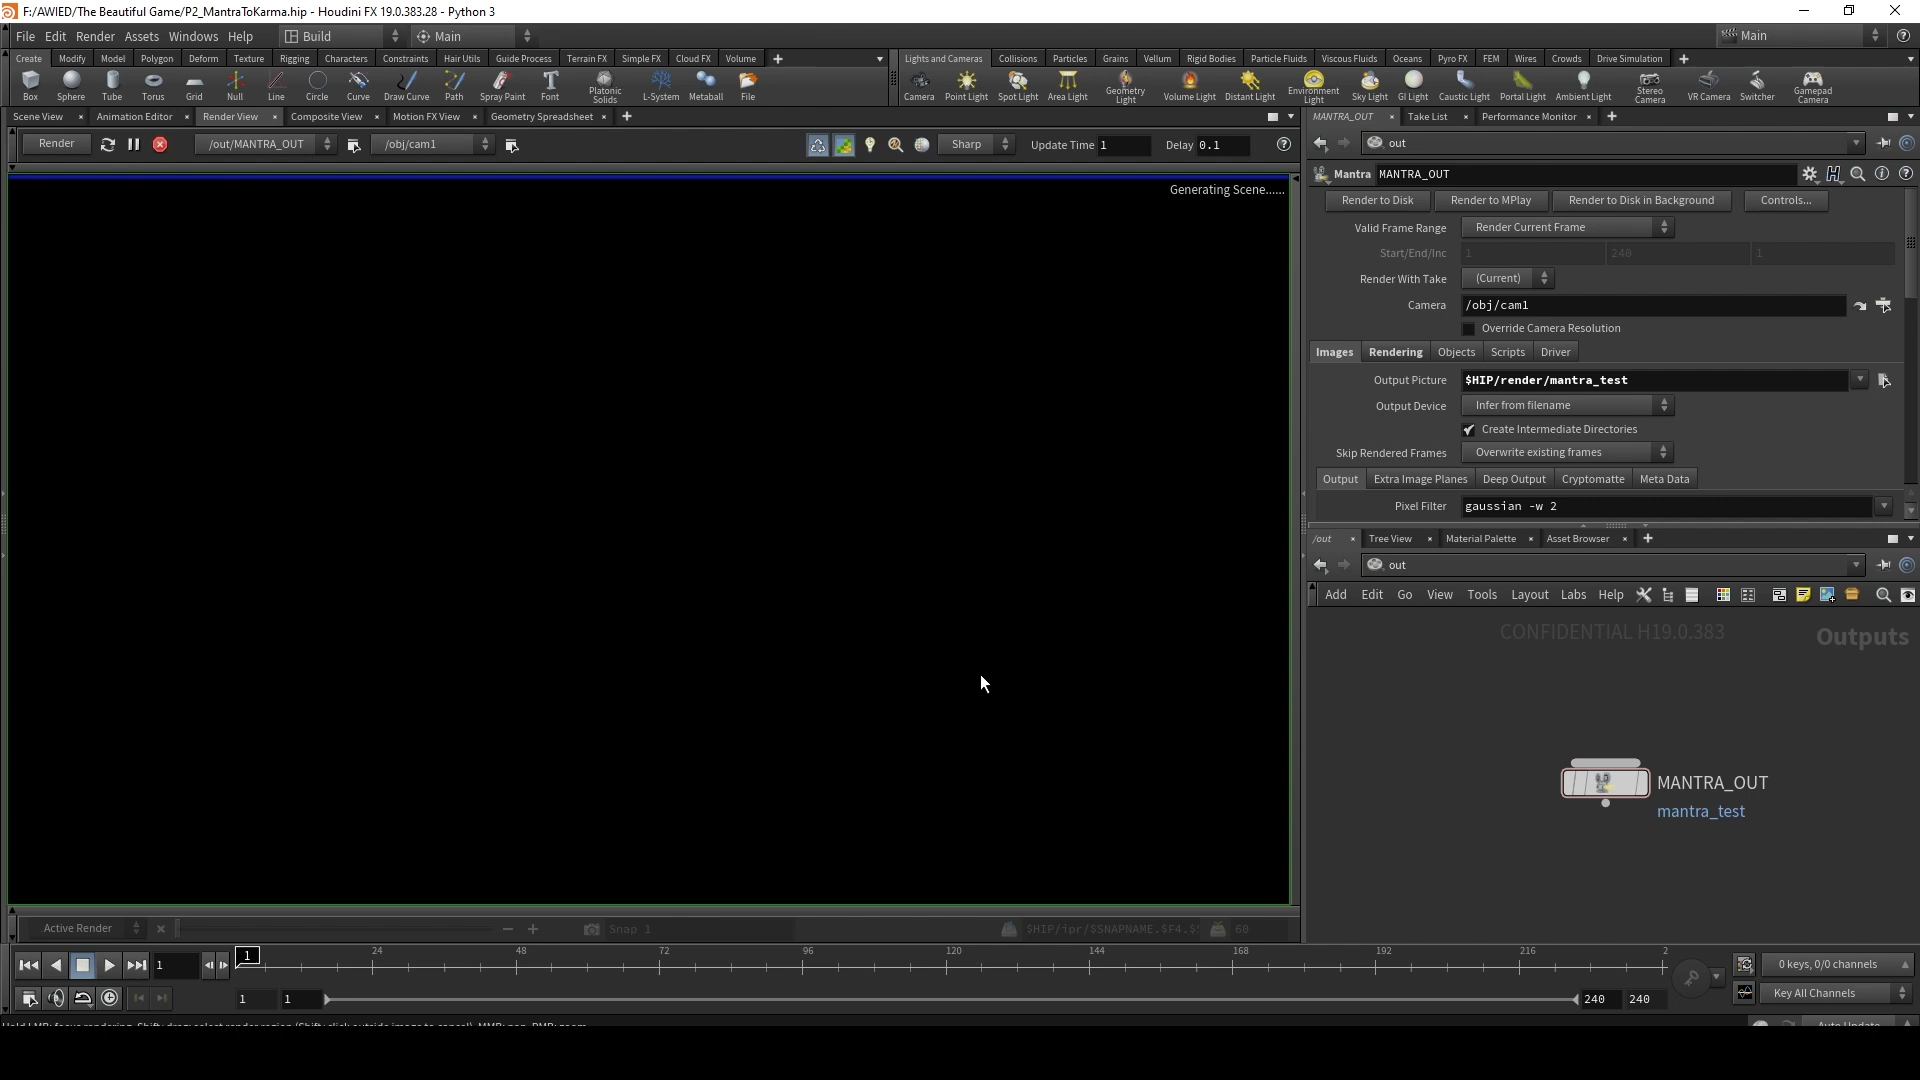 F:/AWIED/The Beautiful Game/P2_MantraToKarma.hip - Houdini FX 19.0.383.28 - Python 3
File Edit Render Assets Windows Help Build Main Main
Create Modify Model Polygon Deform Texture Rigging Characters Constraints Hair Utils Guide Process Terrain FX Simple FX Cloud FX Volume
Lights and Cameras Collisions Particles Grains Vellum Rigid Bodies Particle Fluids Viscous Fluids Oceans Pyro FX FEM Wires Crowds Drive Simulation
Box Sphere Tube Torus Grid Null Line Circle Curve Draw Curve Path Spray Paint Font Platonic Solids L-System Metaball File
Camera Point Light Spot Light Area Light Geometry Light Volume Light Distant Light Environment Light Sky Light GI Light Caustic Light Portal Light Ambient Light Stereo Camera VR Camera Switcher Gamepad Camera
Scene View Animation Editor Render View Composite View Motion FX View Geometry Spreadsheet
Render /out/MANTRA_OUT /obj/cam1 Sharp Update Time 1 Delay 0.1
Generating Scene......
MANTRA_OUT Take List Performance Monitor
out
Mantra MANTRA_OUT
Render to Disk Render to MPlay Render to Disk in Background Controls...
Valid Frame Range Render Current Frame
Start/End/Inc 1 240 1
Render With Take (Current)
Camera /obj/cam1
Override Camera Resolution
Images Rendering Objects Scripts Driver
Output Picture $HIP/render/mantra_test
Output Device Infer from filename
Create Intermediate Directories
Skip Rendered Frames Overwrite existing frames
Output Extra Image Planes Deep Output Cryptomatte Meta Data
Pixel Filter gaussian -w 2
/out Tree View Material Palette Asset Browser
out
Add Edit Go View Tools Layout Labs Help
CONFIDENTIAL H19.0.383 Outputs
MANTRA_OUT
mantra_test
Active Render Snap 1 $HIP/ipr/$SNAPNAME.$F4.$ 60
1 1 24 48 72 96 120 144 168 192 216 2
0 keys, 0/0 channels
1 1 240 240 Key All Channels
Auto Update